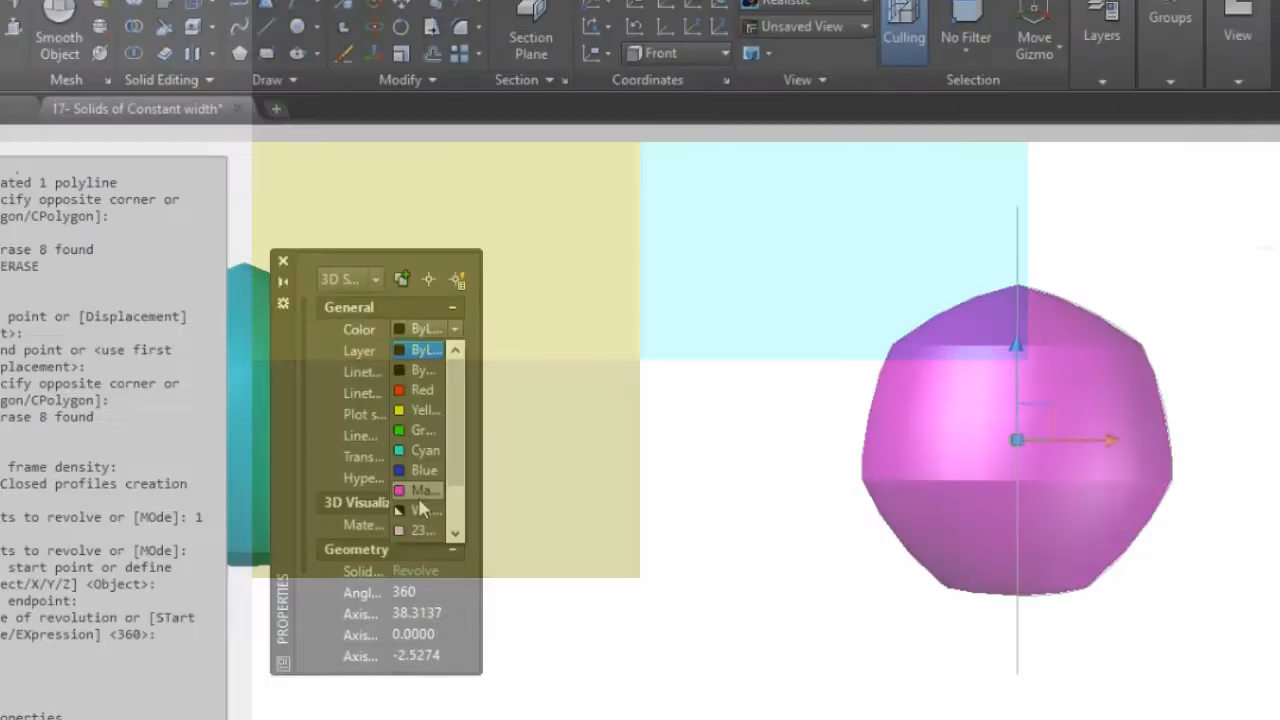 Realistic
Smooth
Object
Section
Plane
Unsaved View
Front
Culling
No Filter
Move
Gizmo
Layers
Groups
View
Mesh
Solid Editing
Draw
Modify
Section
Coordinates
View
Selection
17- Solids of Constant width*
ated 1 polyline
cify opposite corner or
gon/CPolygon]:
rase 8 found
ERASE
point or [Displacement]
t>:
nd point or <use first
placement>:
cify opposite corner or
gon/CPolygon]:
rase 8 found
frame density:
Closed profiles creation
ts to revolve or [MOde]: 1
ts to revolve or [MOde]:
start point or define
ect/X/Y/Z] <Object>:
endpoint:
e of revolution or [STart
e/EXpression] <360>:
roperties
3D S...
General
Color ByL...
Layer ByL...
Linet... By...
Linet... Red
Plot s... Yell...
Line... Gr...
Trans... Cyan
Hype... Blue
Ma...
3D Visualiz
Mate... 23...
Geometry
Solid... Revolve
Angl... 360
Axis... 38.3137
Axis... 0.0000
Axis... -2.5274
PROPERTIES